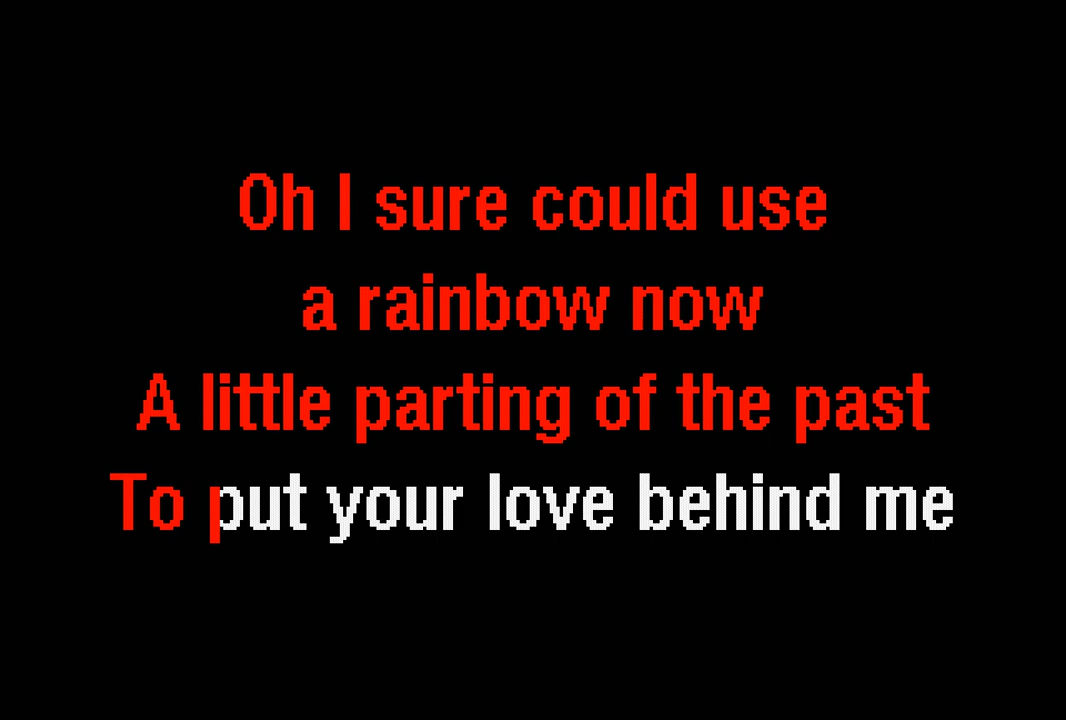 Oh I sure could use
a rainbow now
A little parting of the past
To put your love behind me